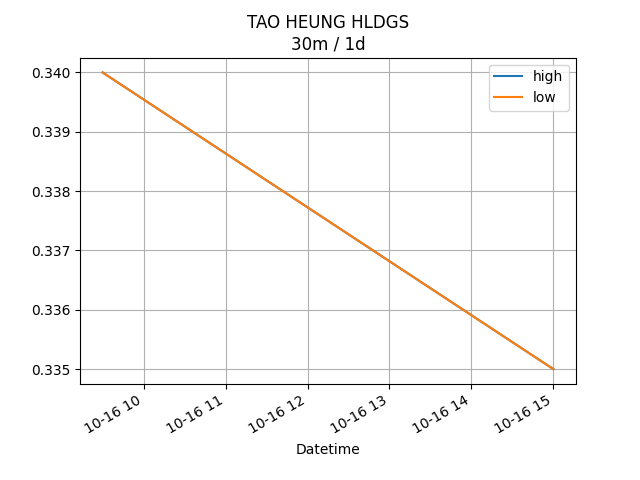 TAO HEUNG HLDGS
30m / 1d
high
low
0.340
0.339
0.338
0.337
0.336
0.335
10-16 10
10-16 11
10-16 12
10-16 13
10-16 14
10-16 15
Datetime